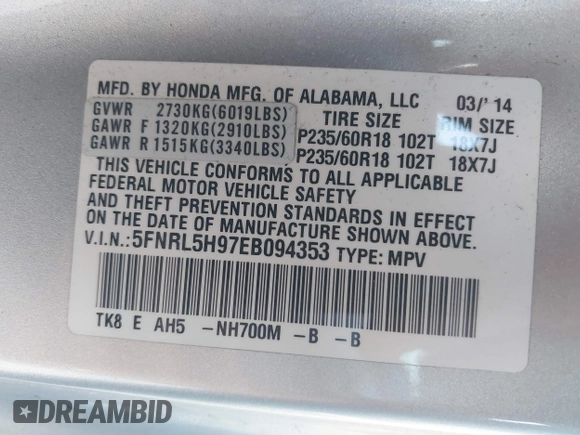 MFD. BY HONDA MFG. OF ALABAMA, LLC 03/'14
GVWR 2730KG(6019LBS) TIRE SIZE RIM SIZE
GAWR F 1320KG(2910LBS) P235/60R18 102T 18X7J
GAWR R 1515KG(3340LBS) P235/60R18 102T 18X7J
THIS VEHICLE CONFORMS TO ALL APPLICABLE
FEDERAL MOTOR VEHICLE SAFETY
AND THEFT PREVENTION STANDARDS IN EFFECT
ON THE DATE OF MANUFACTURE SHOWN ABOVE.
V.I.N.:5FNRL5H97EB094353 TYPE: MPV
TK8 E AH5 -NH700M -B -B
DREAMBID